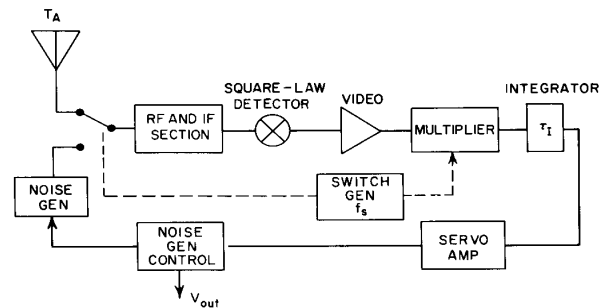 T_A
SQUARE-LAW
DETECTOR
VIDEO
INTEGRATOR
RF AND IF
SECTION
MULTIPLIER
τ_I
NOISE
GEN
SWITCH
GEN
f_s
NOISE
GEN
CONTROL
SERVO
AMP
V_out